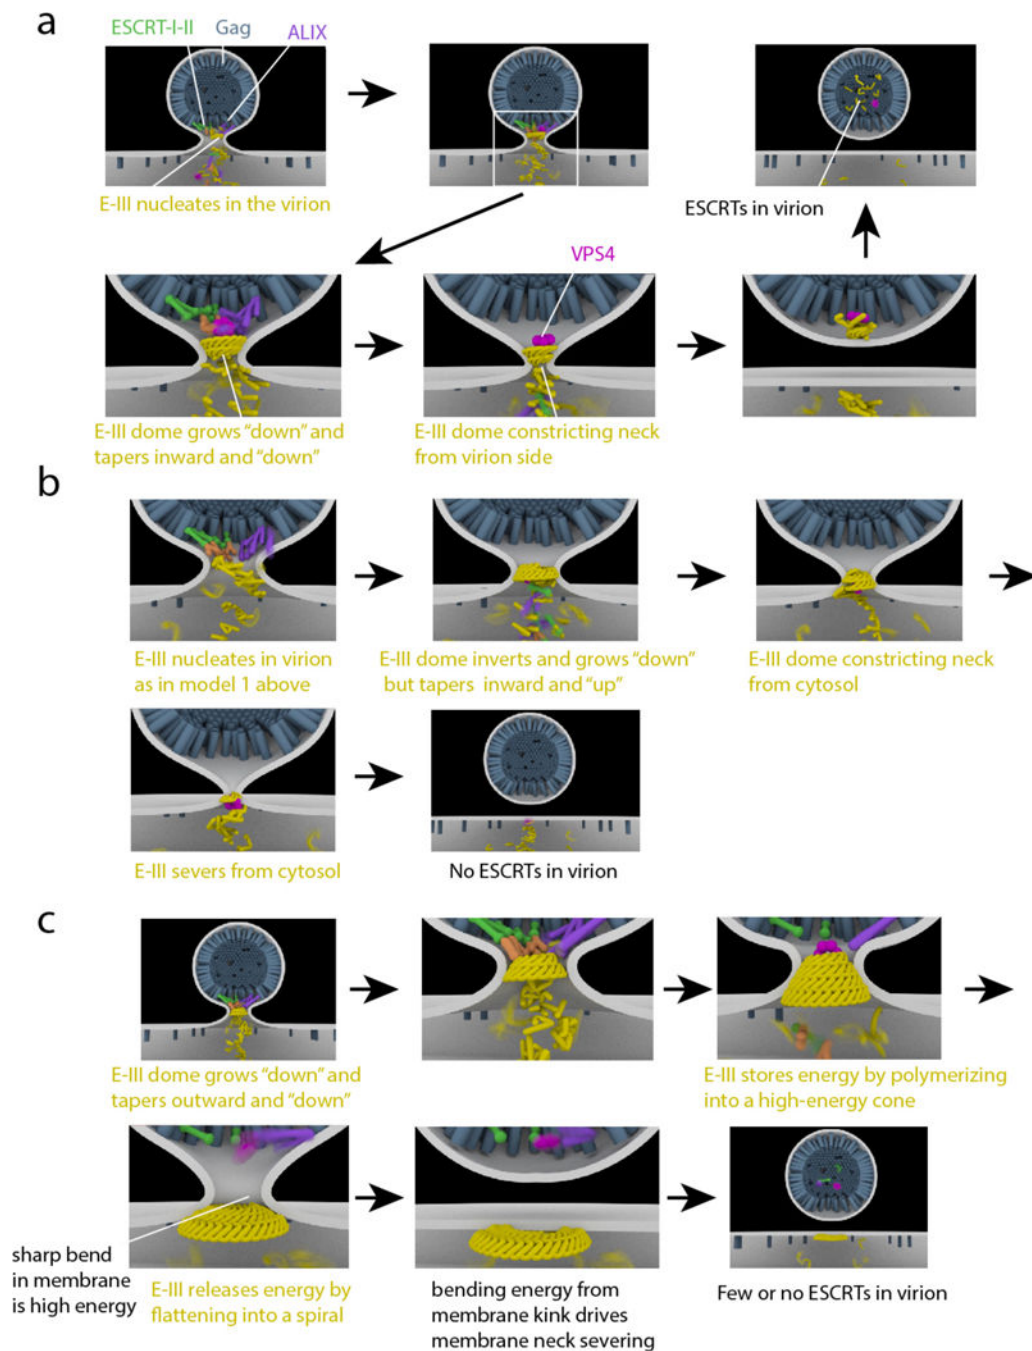 a
ESCRT-I-II Gag ALIX
E-III nucleates in the virion
ESCRTs in virion
VPS4
E-III dome grows “down” and
tapers inward and “down”
E-III dome constricting neck
from virion side
b
E-III nucleates in virion
as in model 1 above
E-III dome inverts and grows “down”
but tapers inward and “up”
E-III dome constricting neck
from cytosol
E-III severs from cytosol
No ESCRTs in virion
c
E-III dome grows “down” and
tapers outward and “down”
E-III stores energy by polymerizing
into a high-energy cone
sharp bend
in membrane
is high energy
E-III releases energy by
flattening into a spiral
bending energy from
membrane kink drives
membrane neck severing
Few or no ESCRTs in virion